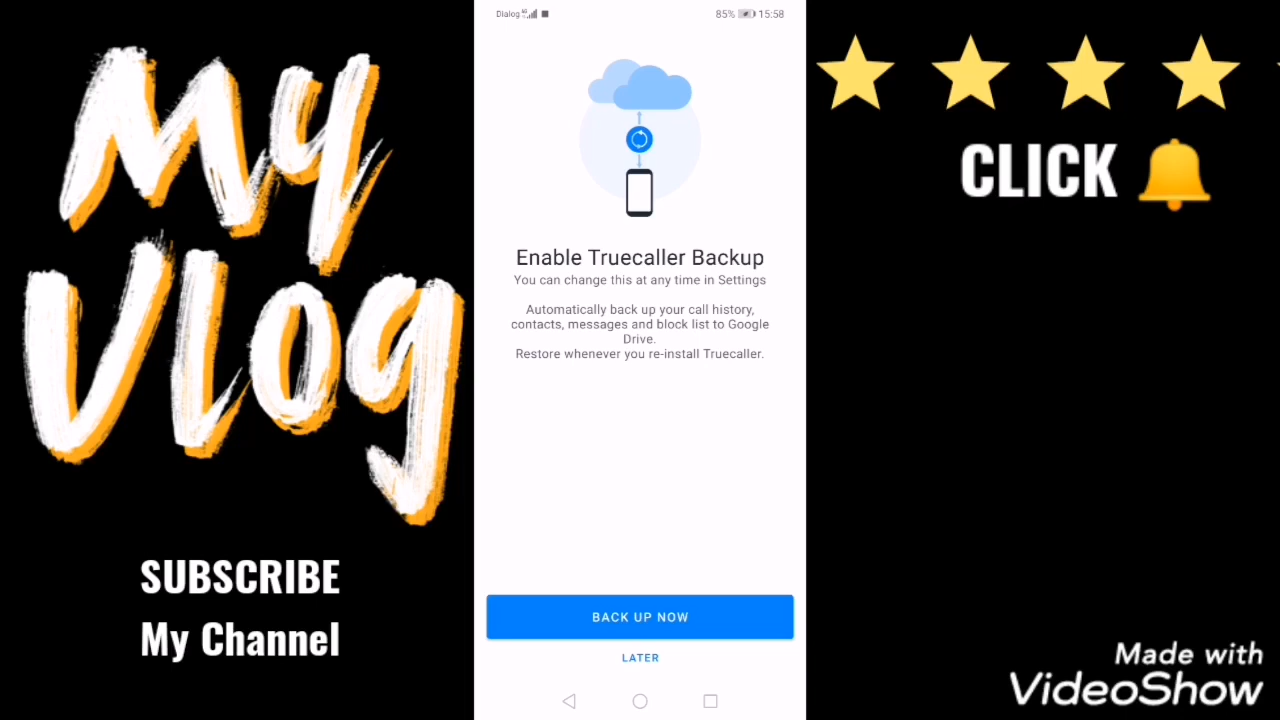 My
Vlog
SUBSCRIBE
My Channel
Dialog 85% 15:58
Enable Truecaller Backup
You can change this at any time in Settings
Automatically back up your call history,
contacts, messages and block list to Google
Drive.
Restore whenever you re-install Truecaller.
BACK UP NOW
LATER
CLICK
Made with
VideoShow